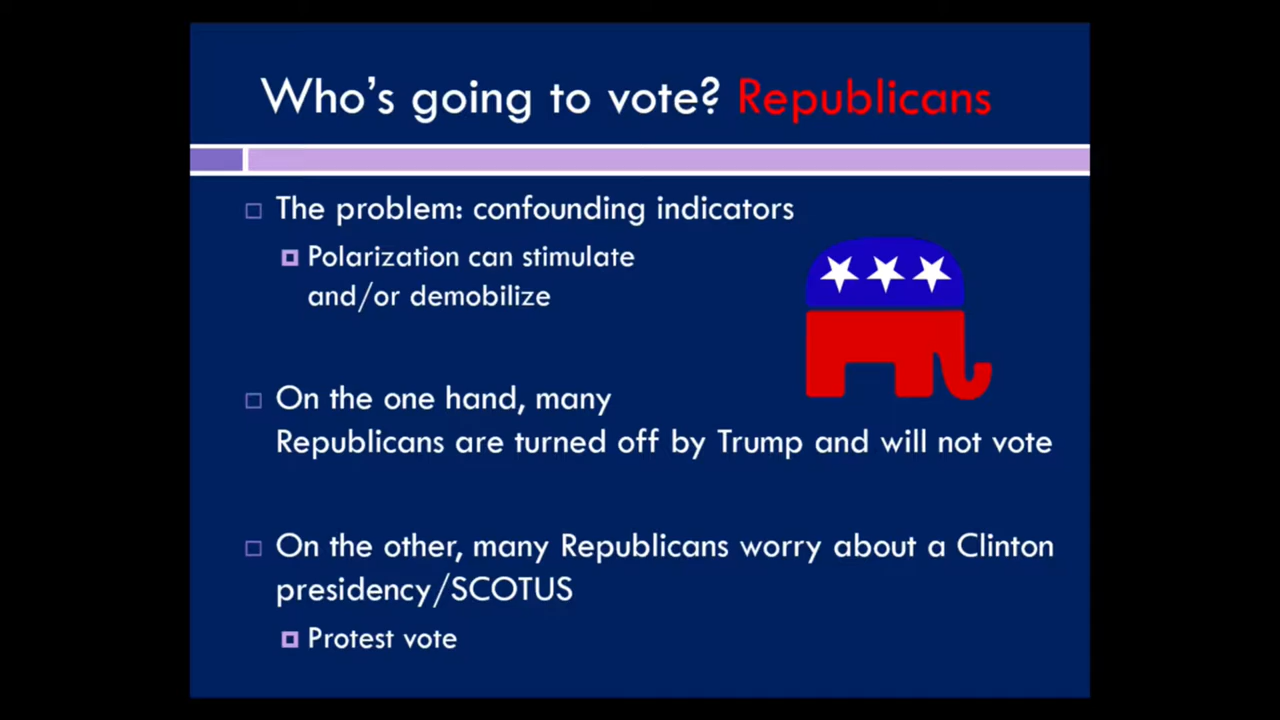 Who's going to vote? Republicans
The problem: confounding indicators
Polarization can stimulate
and/or demobilize
On the one hand, many
Republicans are turned off by Trump and will not vote
On the other, many Republicans worry about a Clinton
presidency/SCOTUS
Protest vote